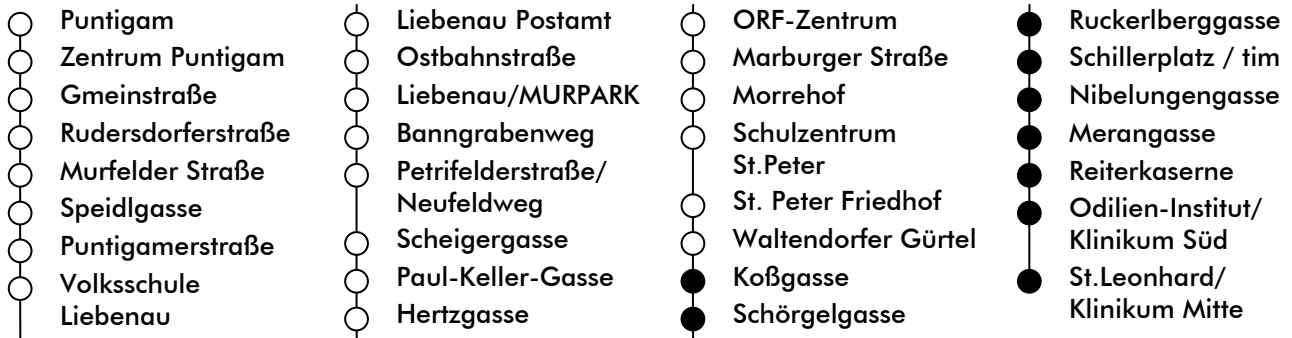 Puntigam
Zentrum Puntigam
Gmeinstraße
Rudersdorferstraße
Murfelder Straße
Speidlgasse
Puntigamerstraße
Volksschule
Liebenau
Liebenau Postamt
Ostbahnstraße
Liebenau/MURPARK
Banngrabenweg
Petrifelderstraße/
Neufeldweg
Scheigergasse
Paul-Keller-Gasse
Hertzgasse
ORF-Zentrum
Marburger Straße
Morrehof
Schulzentrum
St.Peter
St. Peter Friedhof
Waltendorfer Gürtel
Koßgasse
Schörgelgasse
Ruckerlberggasse
Schillerplatz / tim
Nibelungengasse
Merangasse
Reiterkaserne
Odilien-Institut/
Klinikum Süd
St.Leonhard/
Klinikum Mitte